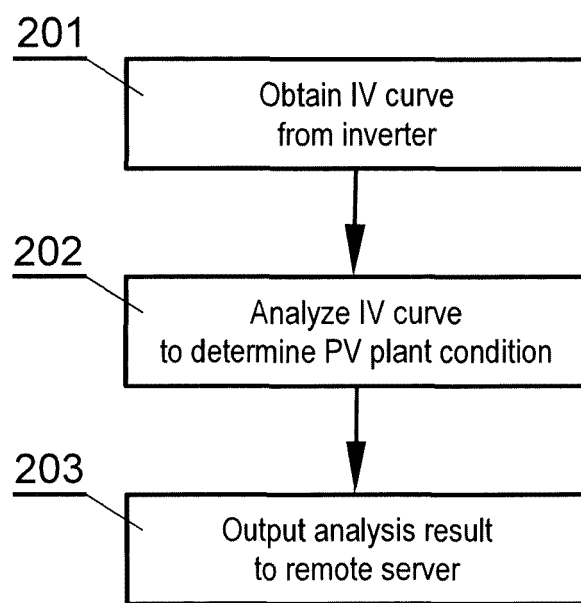 201
Obtain IV curve
from inverter
202
Analyze IV curve
to determine PV plant condition
203
Output analysis result
to remote server